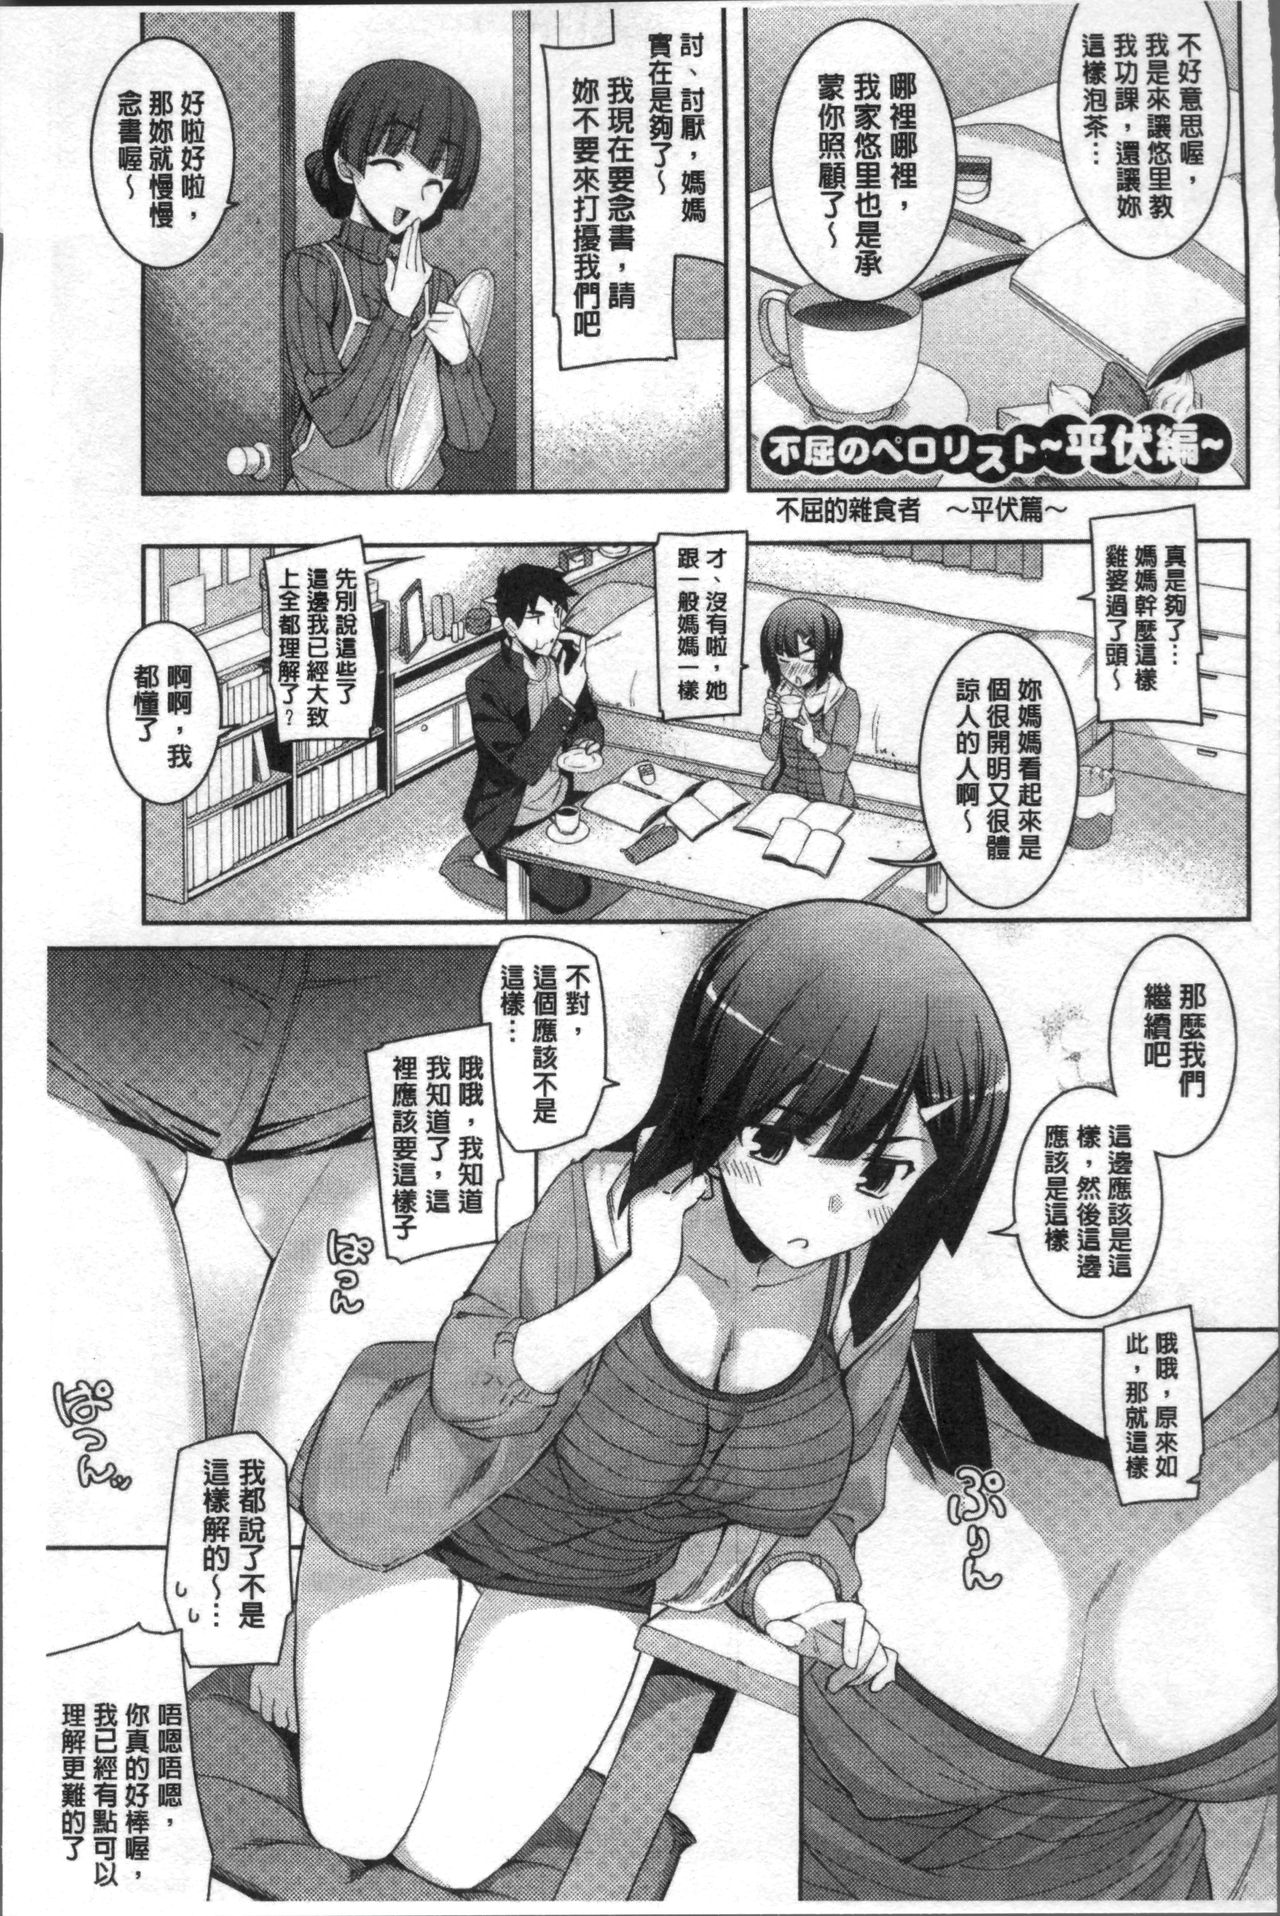 不好意思喔，
我是來讓悠里教
我功課，還讓妳
這樣泡茶…
哪裡哪裡，
我家悠里也是承
蒙你照顧了～
不屈のペロリスト～平伏編～
不屈的雜食者　～平伏篇～
討、討厭，媽媽
實在是夠了～
我現在要念書，請
妳不要來打擾我們吧
好啦好啦，
那妳就慢慢
念書喔～
真是夠了…
媽媽幹麼這樣
雞婆過了頭～
妳媽媽看起來是
個很開明又很體
諒人的人啊～
才、沒有啦，她
跟一般媽媽一樣
先別說這些了
這邊我已經大致
上全都理解了？
啊啊，我
都懂了
那麼我們
繼續吧
這邊應該是這
樣，然後這邊
應該是這樣
哦哦，原來如
此，那就這樣
ぷりん
不對，
這個應該不是
這樣…
哦哦，我知道
我知道了，這
裡應該要這樣子
ぱつん
ぱつんッ
我都說了不是
這樣解的～…
唔嗯唔嗯，
你真的好棒喔，
我已經有點可以
理解更難的了